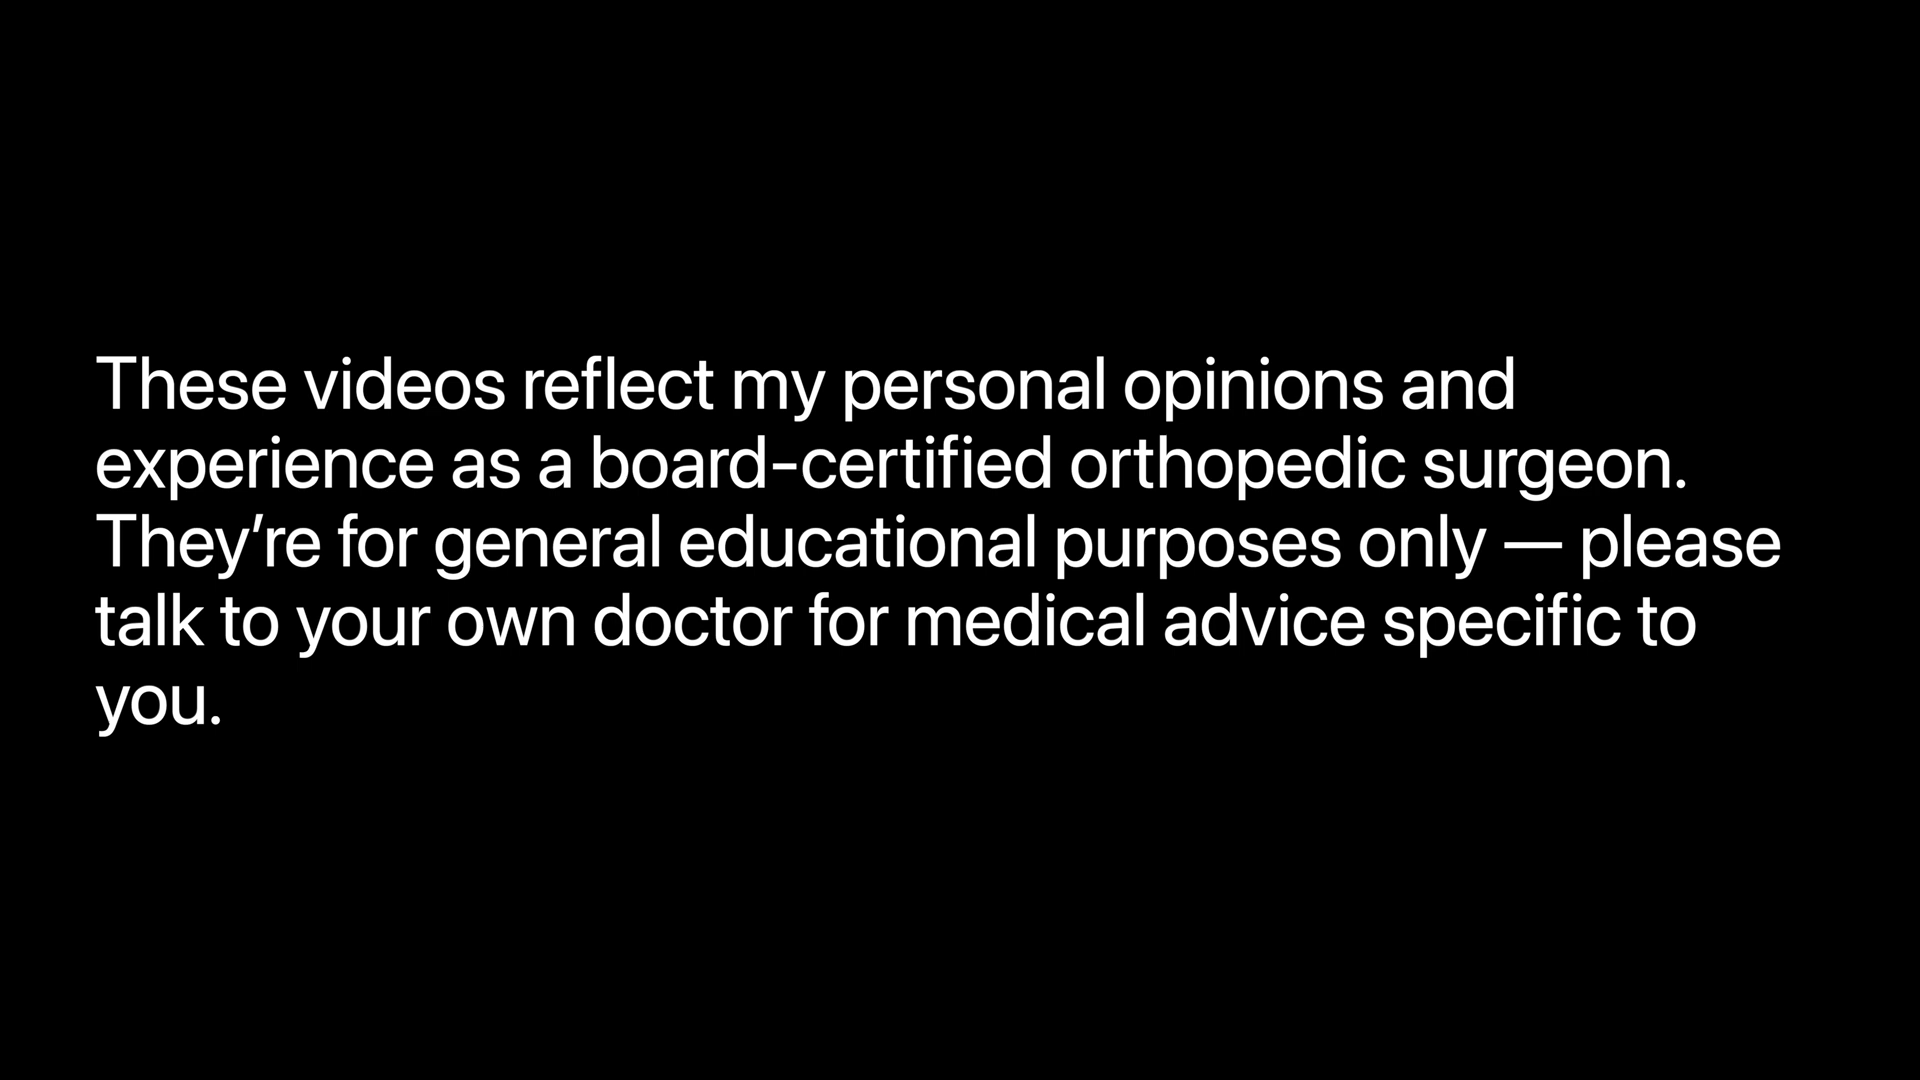 These videos reflect my personal opinions and
experience as a board-certified orthopedic surgeon.
They’re for general educational purposes only — please
talk to your own doctor for medical advice specific to
you.